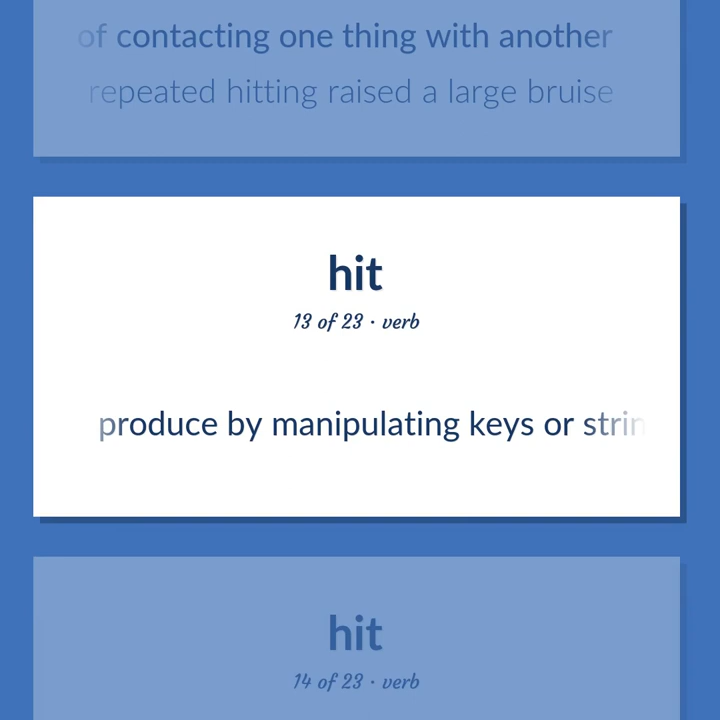 of contacting one thing with another
repeated hitting raised a large bruise
hit
13 of 23 · verb
produce by manipulating keys or strin
hit
14 of 23 · verb